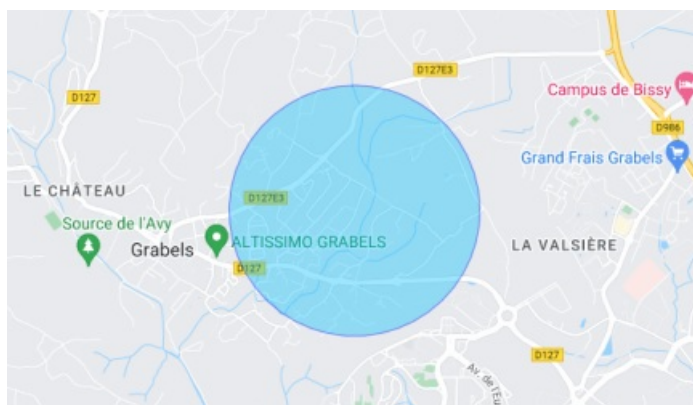 D127E3
Campus de Bissy
D127
D986
Grand Frais Grabels
LE CHÂTEAU
D127E3
Source de l'Avy
Grabels
ALTISSIMO GRABELS
LA VALSIÈRE
D127
D127
Av. de l'Eu